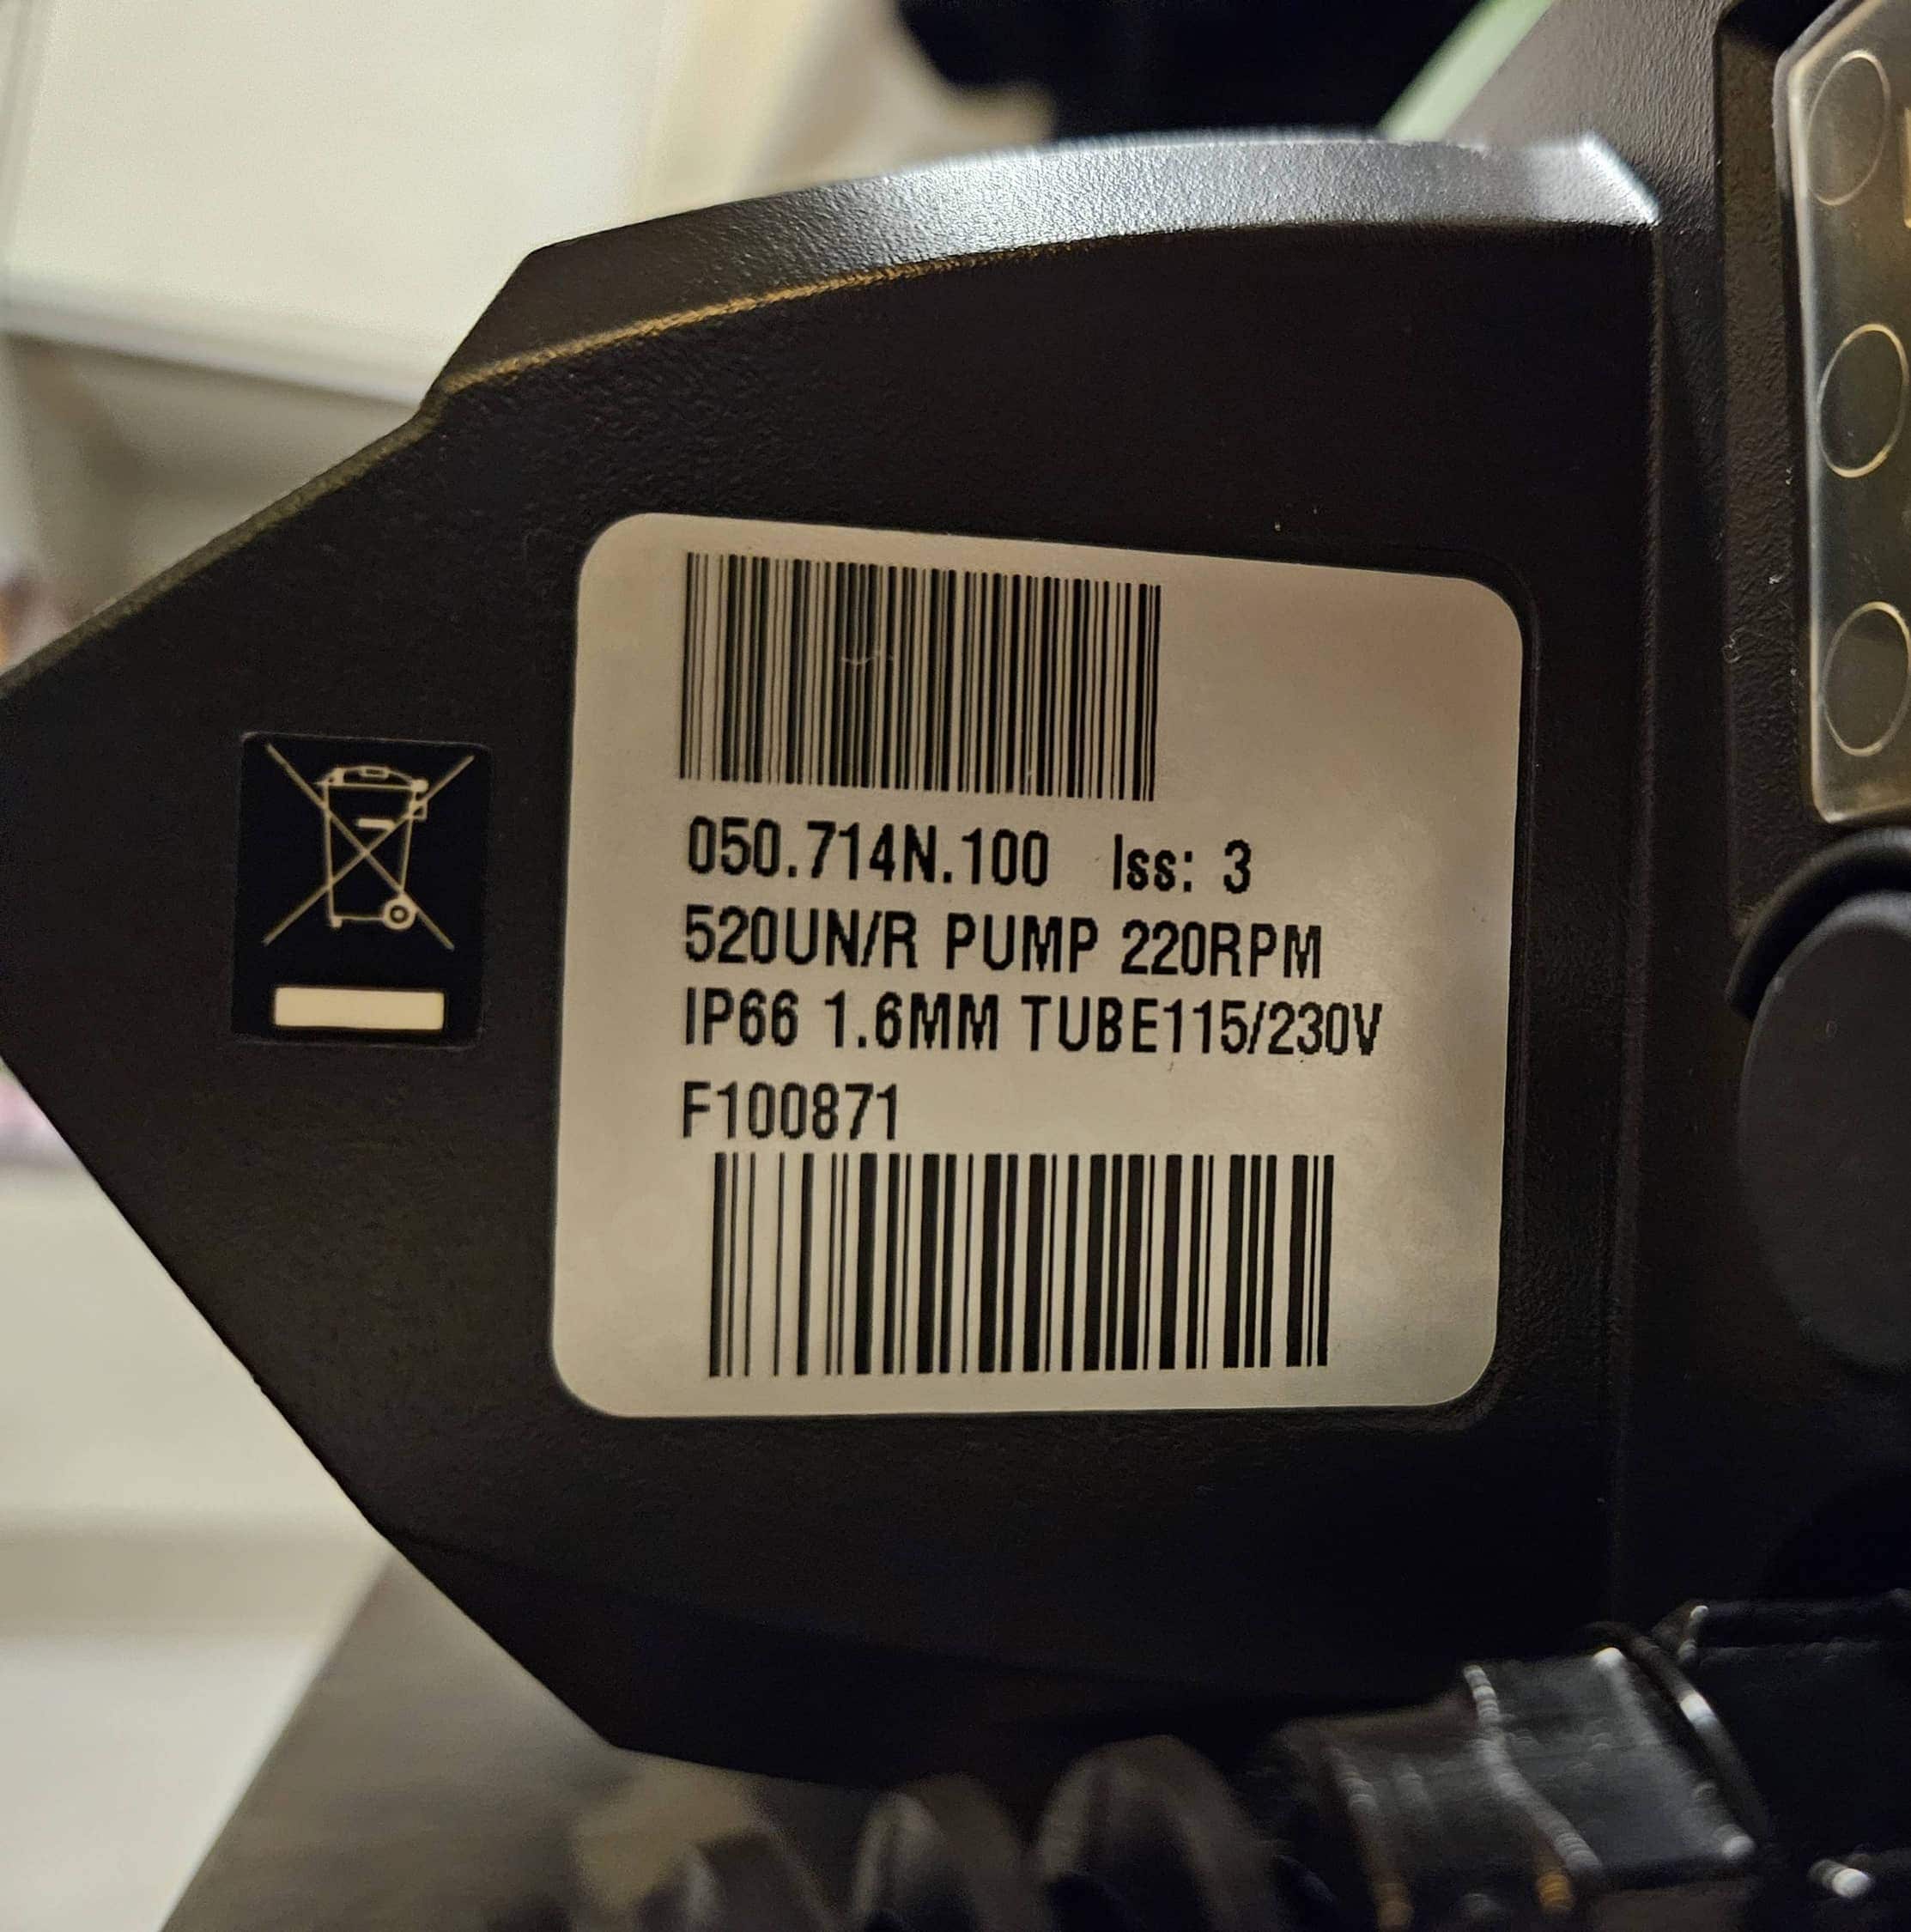 050.714N.100 Iss: 3
520UN/R PUMP 220RPM
IP66 1.6MM TUBE115/230V
F100871